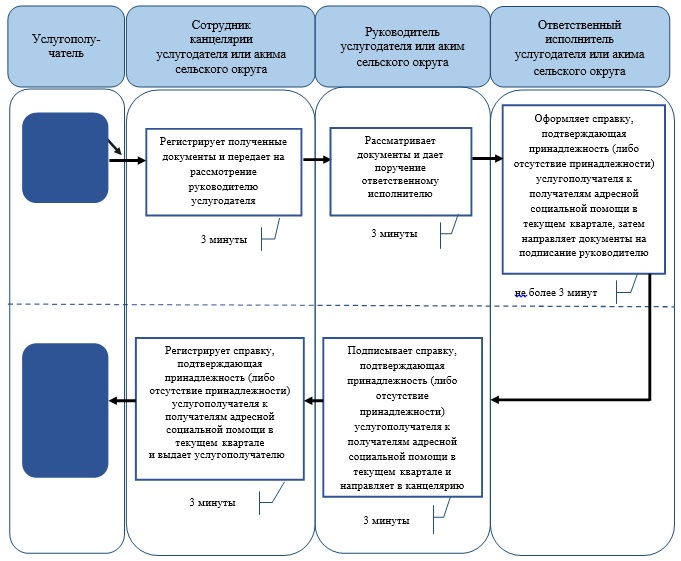 Услугополу-
чатель
Сотрудник
канцелярии
услугодателя или акима
сельского округа
Руководитель
услугодателя или аким
сельского округа
Ответственный
исполнитель
услугодателя или акима
сельского округа
Регистрирует полученные
документы и передает на
рассмотрение
руководителю
услугодателя
3 минуты
Рассматривает
документы и дает
поручение
ответственному
исполнителю
3 минуты
Оформляет справку,
подтверждающая
принадлежность (либо
отсутствие принадлежности)
услугополучателя к
получателям адресной
социальной помощи в
текущем квартале, затем
направляет документы на
подписание руководителю
не более 3 минут
Регистрирует справку,
подтверждающая
принадлежность (либо
отсутствие принадлежности)
услугополучателя к
получателям адресной
социальной помощи в
текущем квартале
и выдает услугополучателю
3 минуты
Подписывает справку,
подтверждающая
принадлежность (либо
отсутствие
принадлежности)
услугополучателя к
получателям адресной
социальной помощи в
текущем квартале и
направляет в канцелярию
3 минуты